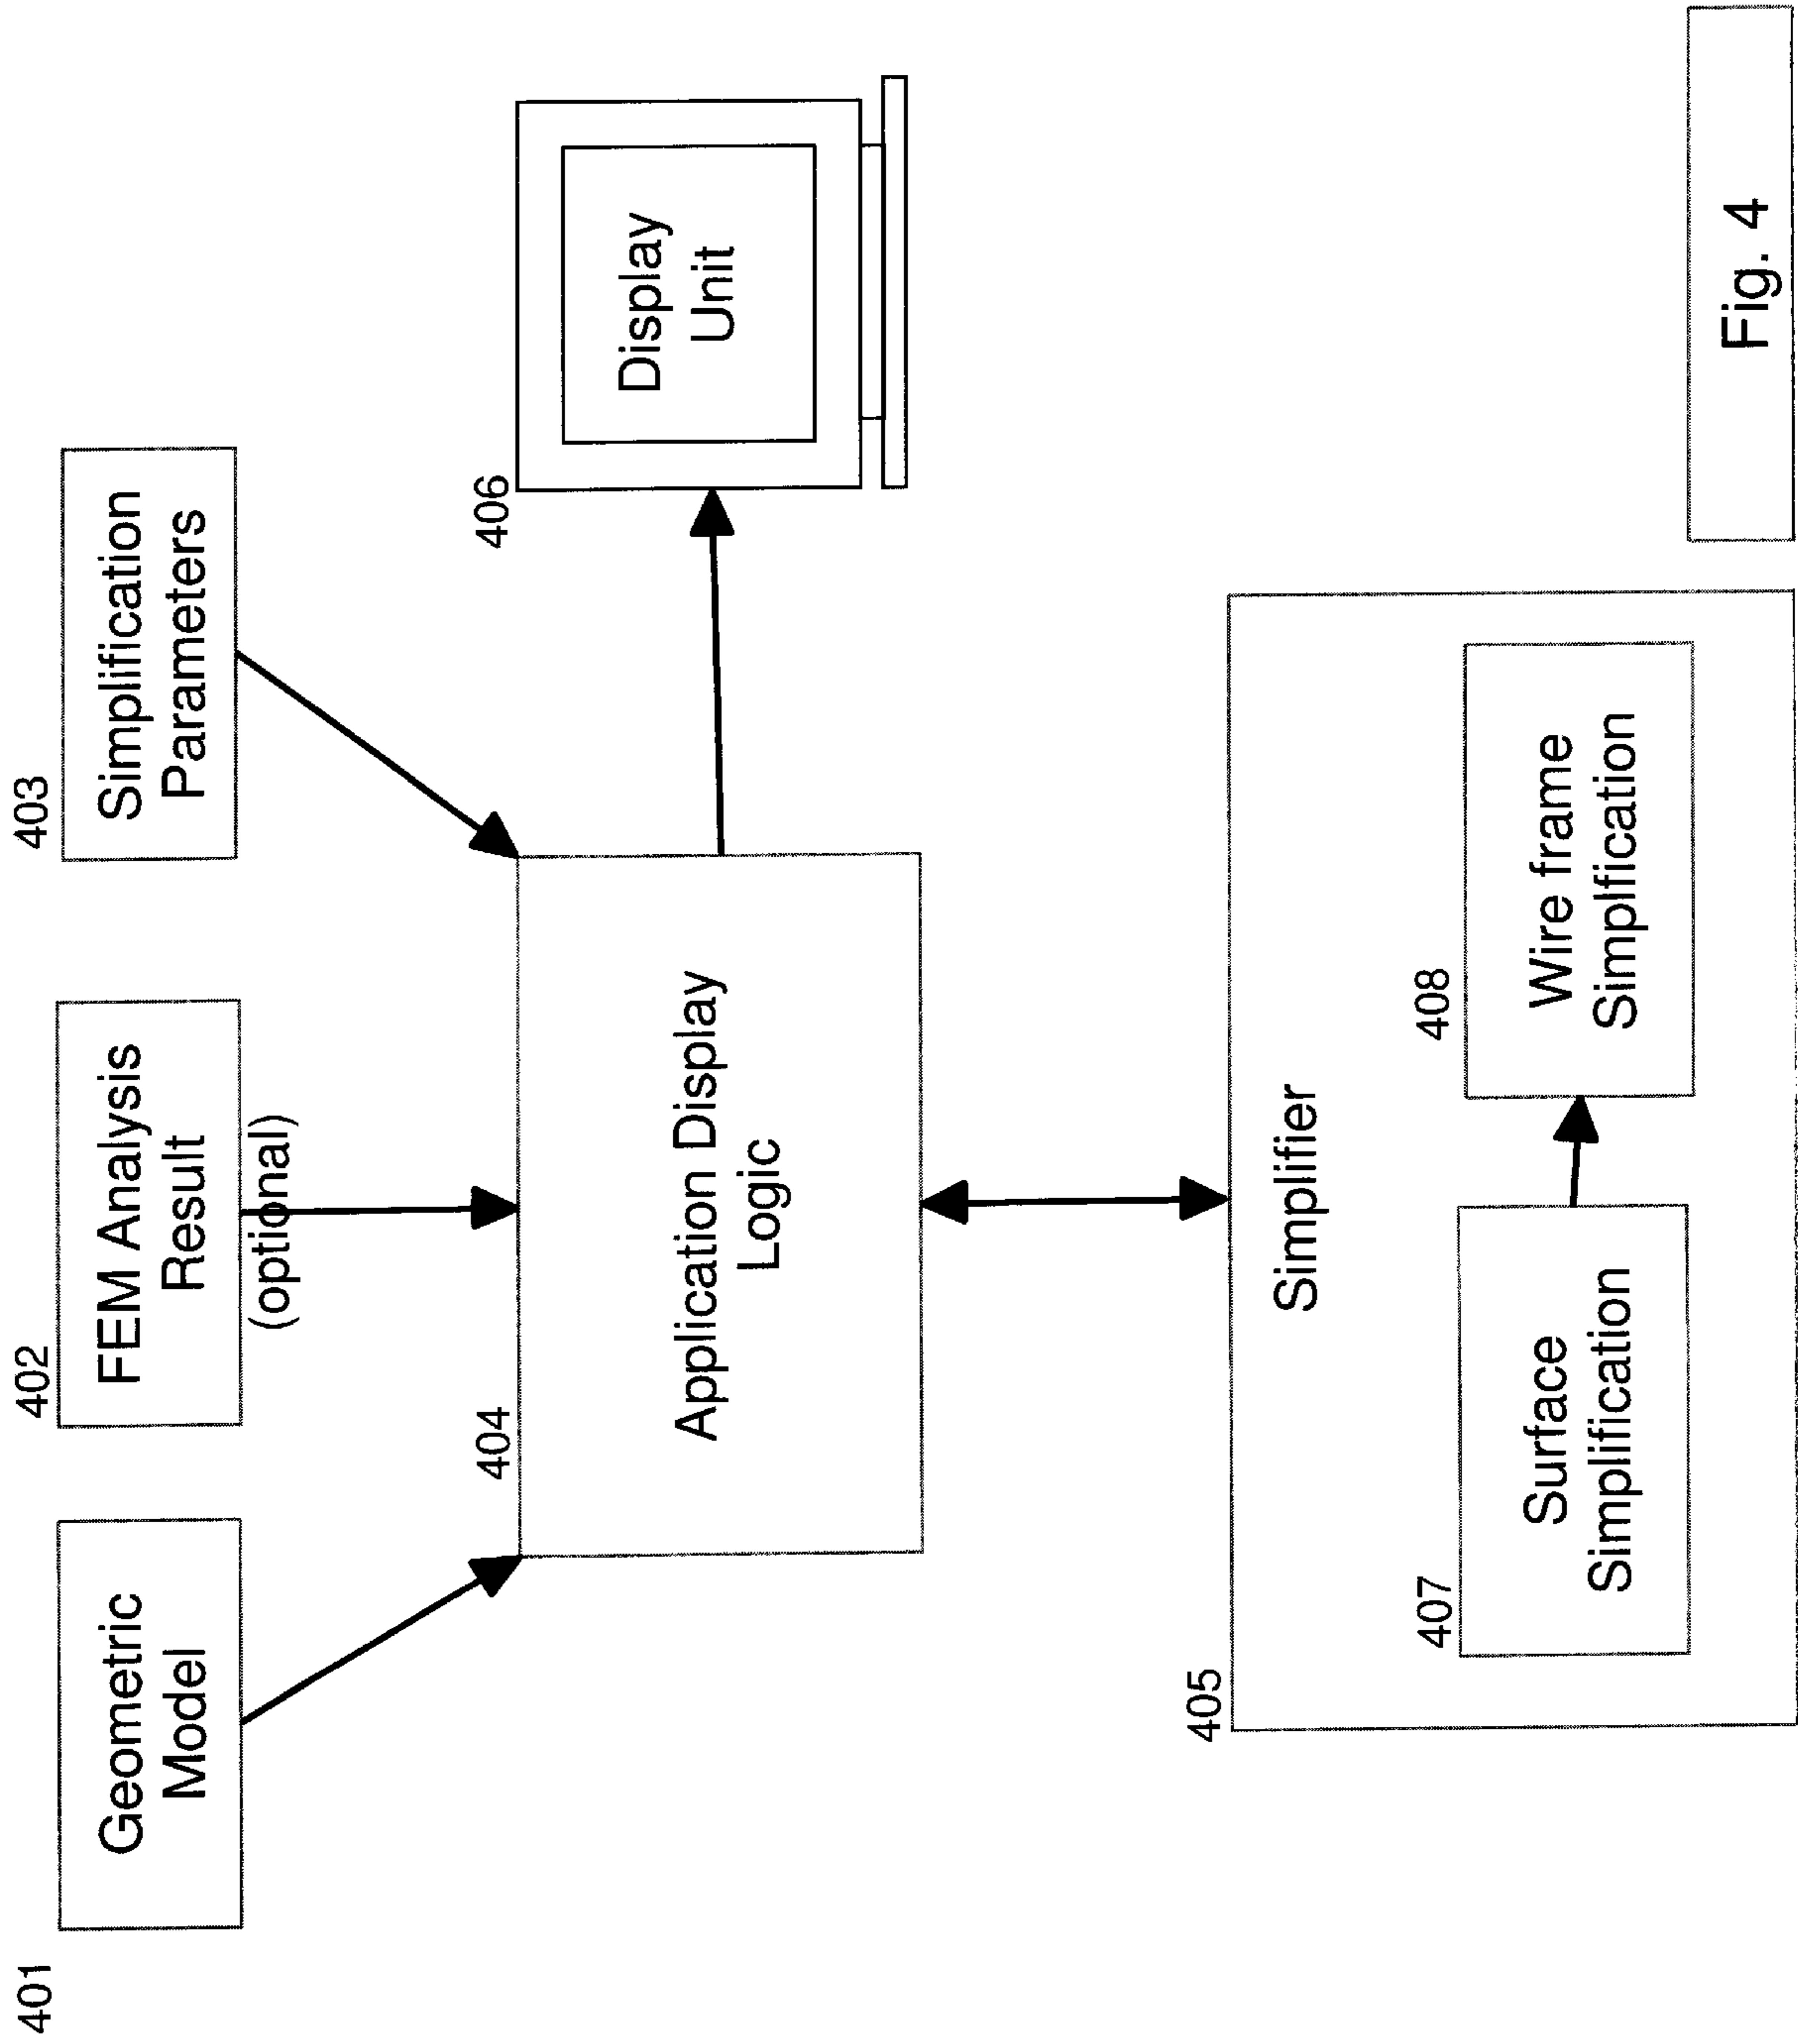 401
Geometric
Model
402
FEM Analysis
Result
(optional)
403
Simplification
Parameters
404
Application Display
Logic
406
Display
Unit
405
Simplifier
407
Surface
Simplification
408
Wire frame
Simplification
Fig. 4